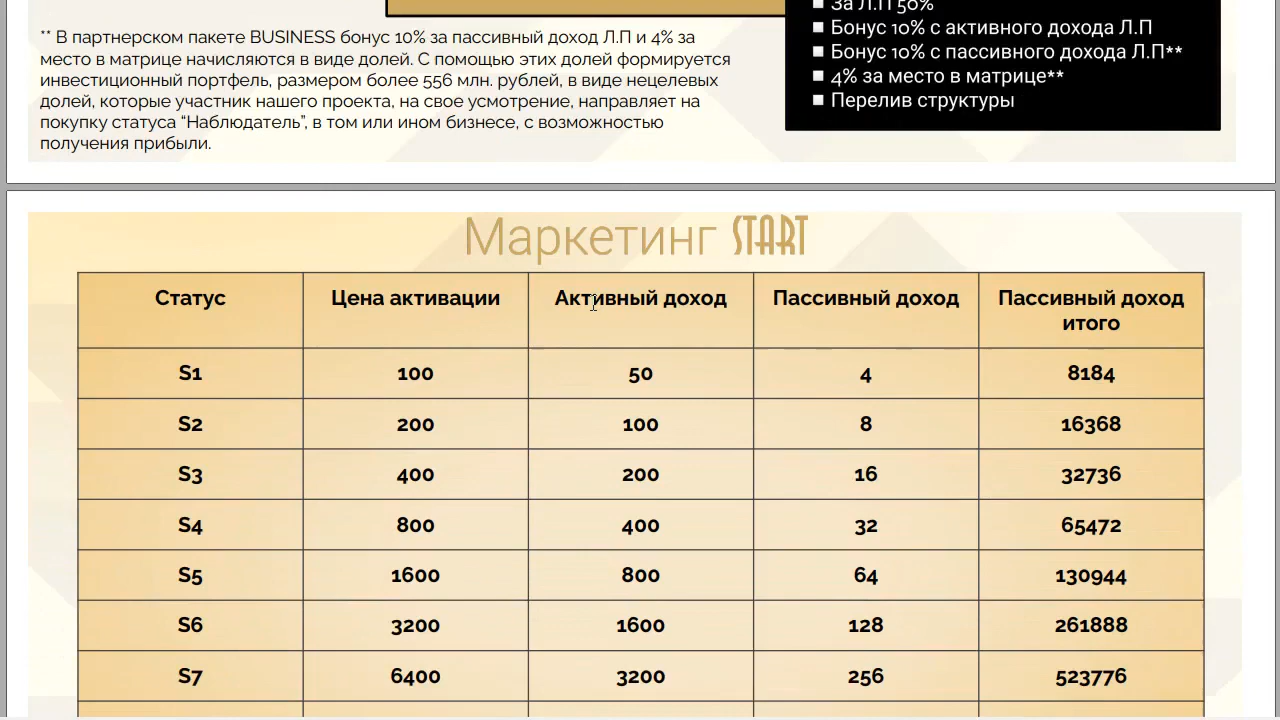 За Л.П 50%
Бонус 10% с активного дохода Л.П
Бонус 10% с пассивного дохода Л.П**
4% за место в матрице**
Перелив структуры
** В партнерском пакете BUSINESS бонус 10% за пассивный доход Л.П и 4% за
место в матрице начисляются в виде долей. С помощью этих долей формируется
инвестиционный портфель, размером более 556 млн. рублей, в виде нецелевых
долей, которые участник нашего проекта, на свое усмотрение, направляет на
покупку статуса “Наблюдатель”, в том или ином бизнесе, с возможностью
получения прибыли.
Маркетинг START
Статус Цена активации Активный доход Пассивный доход Пассивный доход
итого
S1 100 50 4 8184
S2 200 100 8 16368
S3 400 200 16 32736
S4 800 400 32 65472
S5 1600 800 64 130944
S6 3200 1600 128 261888
S7 6400 3200 256 523776